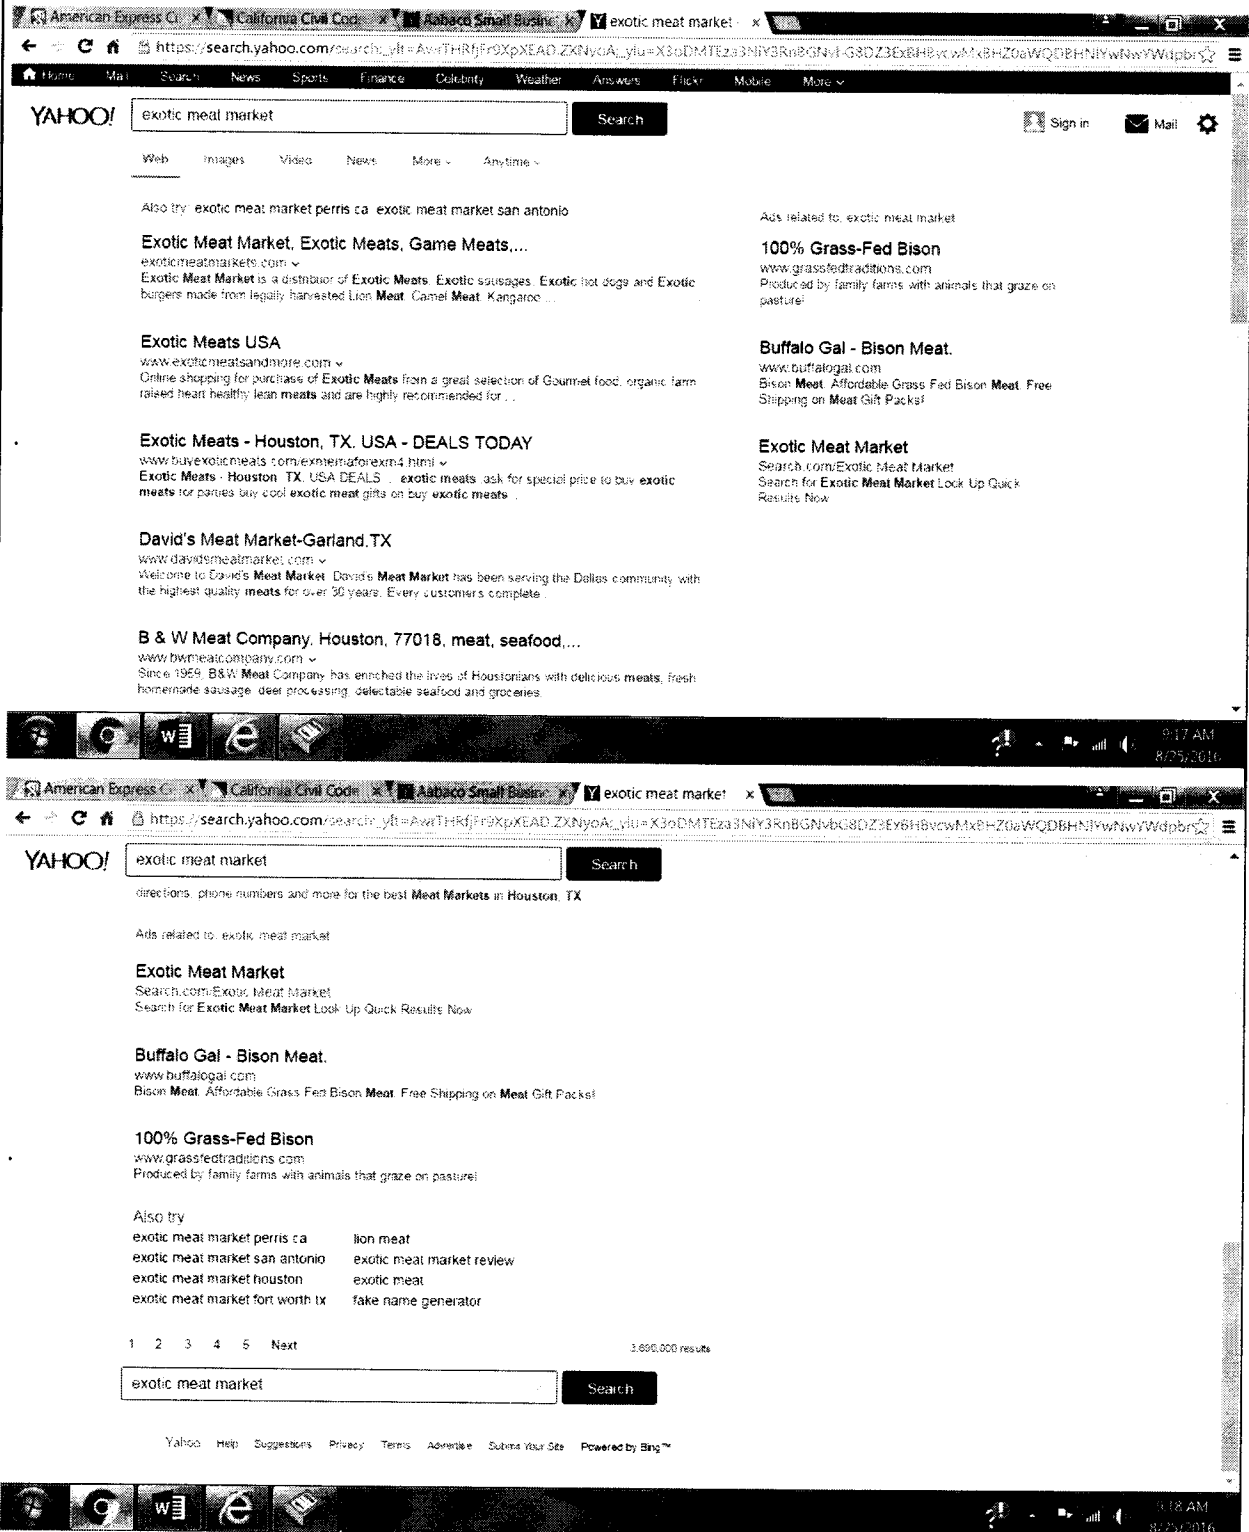 American Express
California Civil Code
Aabaco Small Busine
exotic meat market
https://search.yahoo.com/
Home Mail Search News Sports Finance Celebrity Weather Answers Flickr Mobile More
YAHOO!
exotic meat market
Search
Sign in
Mail
Web Images Video News More Anytime
Also try: exotic meat market perris ca exotic meat market san antonio
Exotic Meat Market, Exotic Meats, Game Meats,...
exoticmeatmarkets.com
Exotic Meat Market is a distributor of Exotic Meats. Exotic sausages. Exotic hot dogs and Exotic
burgers made from legally harvested Lion Meat. Camel Meat. Kangaroo ...
Exotic Meats USA
www.exoticmeatsandmore.com
Online shopping for purchase of Exotic Meats from a great selection of Gourmet food, organic farm
raised heart healthy lean meats and are highly recommended for ...
Exotic Meats - Houston, TX. USA - DEALS TODAY
www.buyexoticmeats.com/exmemaforexm4.html
Exotic Meats - Houston TX. USA DEALS ... exotic meats ask for special price to buy exotic
meats for parties buy cool exotic meat gifts on buy exotic meats ...
David's Meat Market-Garland,TX
www.davidsmeatmarket.com
Welcome to David's Meat Market. David's Meat Market has been serving the Dallas community with
the highest quality meats for over 30 years. Every customers complete
B & W Meat Company, Houston, 77018, meat, seafood,...
www.bwmeatcompany.com
Since 1959, B&W Meat Company has enriched the lives of Houstonians with delicious meats, fresh
homemade sausage, deer processing, delectable seafood and groceries.
Ads related to: exotic meat market
100% Grass-Fed Bison
www.grassfedtraditions.com
Produced by family farms with animals that graze on
pasture!
Buffalo Gal - Bison Meat.
www.buffalogal.com
Bison Meat. Affordable Grass Fed Bison Meat. Free
Shipping on Meat Gift Packs!
Exotic Meat Market
Search.com/Exotic Meat Market
Search for Exotic Meat Market Look Up Quick
Results Now
9:17 AM
8/25/2016
American Express
California Civil Code
Aabaco Small Busine
exotic meat market
https://search.yahoo.com/
YAHOO!
exotic meat market
Search
directions, phone numbers and more for the best Meat Markets in Houston, TX
Ads related to: exotic meat market
Exotic Meat Market
Search.com/Exotic Meat Market
Search for Exotic Meat Market Look Up Quick Results Now
Buffalo Gal - Bison Meat.
www.buffalogal.com
Bison Meat. Affordable Grass Fed Bison Meat. Free Shipping on Meat Gift Packs!
100% Grass-Fed Bison
www.grassfedtraditions.com
Produced by family farms with animals that graze on pasture!
Also try
exotic meat market perris ca lion meat
exotic meat market san antonio exotic meat market review
exotic meat market houston exotic meat
exotic meat market fort worth tx fake name generator
1 2 3 4 5 Next
results
exotic meat market
Search
Yahoo Help Suggestions Privacy Terms Advertise Submit Your Site Powered by Bing™
9:18 AM
8/25/2016